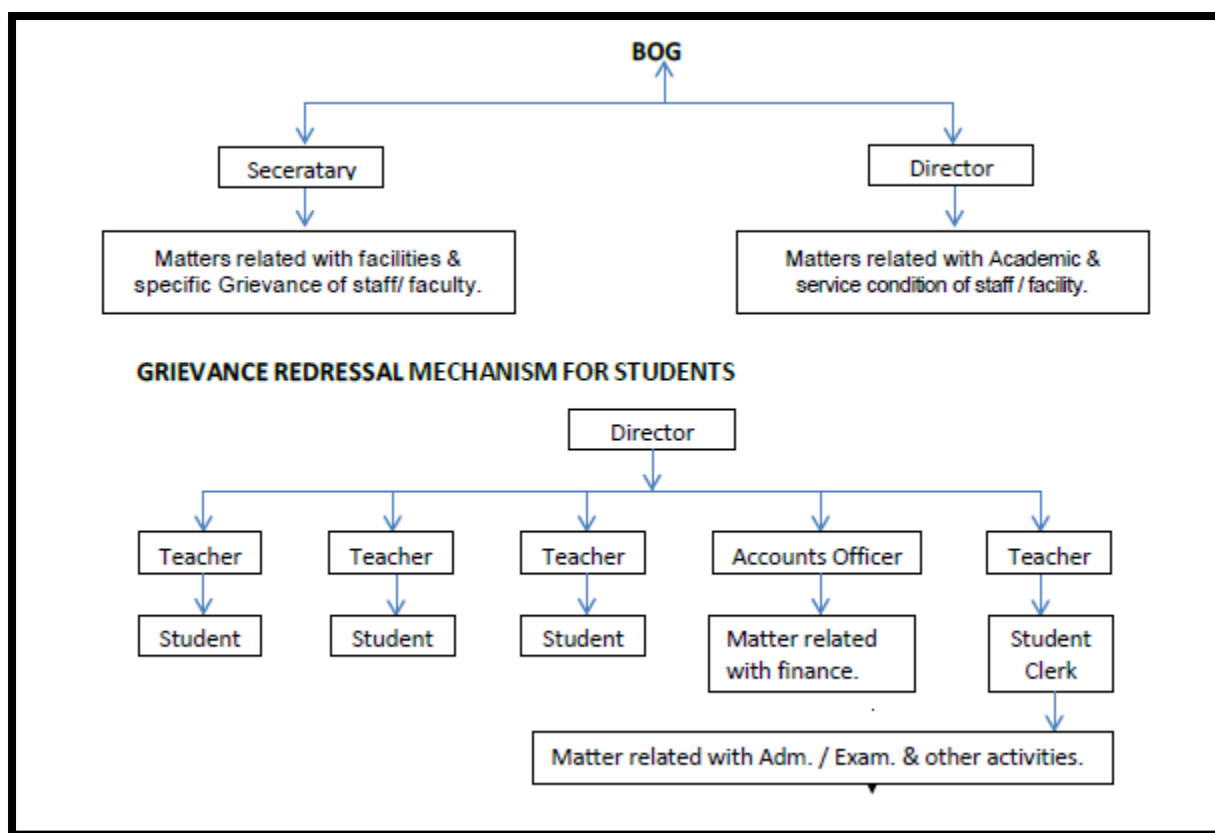 BOG
Seceratary
Director
Matters related with facilities &
specific Grievance of staff/ faculty.
Matters related with Academic &
service condition of staff / facility.
GRIEVANCE REDRESSAL MECHANISM FOR STUDENTS
Director
Teacher
Teacher
Teacher
Accounts Officer
Teacher
Student
Student
Student
Matter related
with finance.
Student
Clerk
Matter related with Adm. / Exam. & other activities.